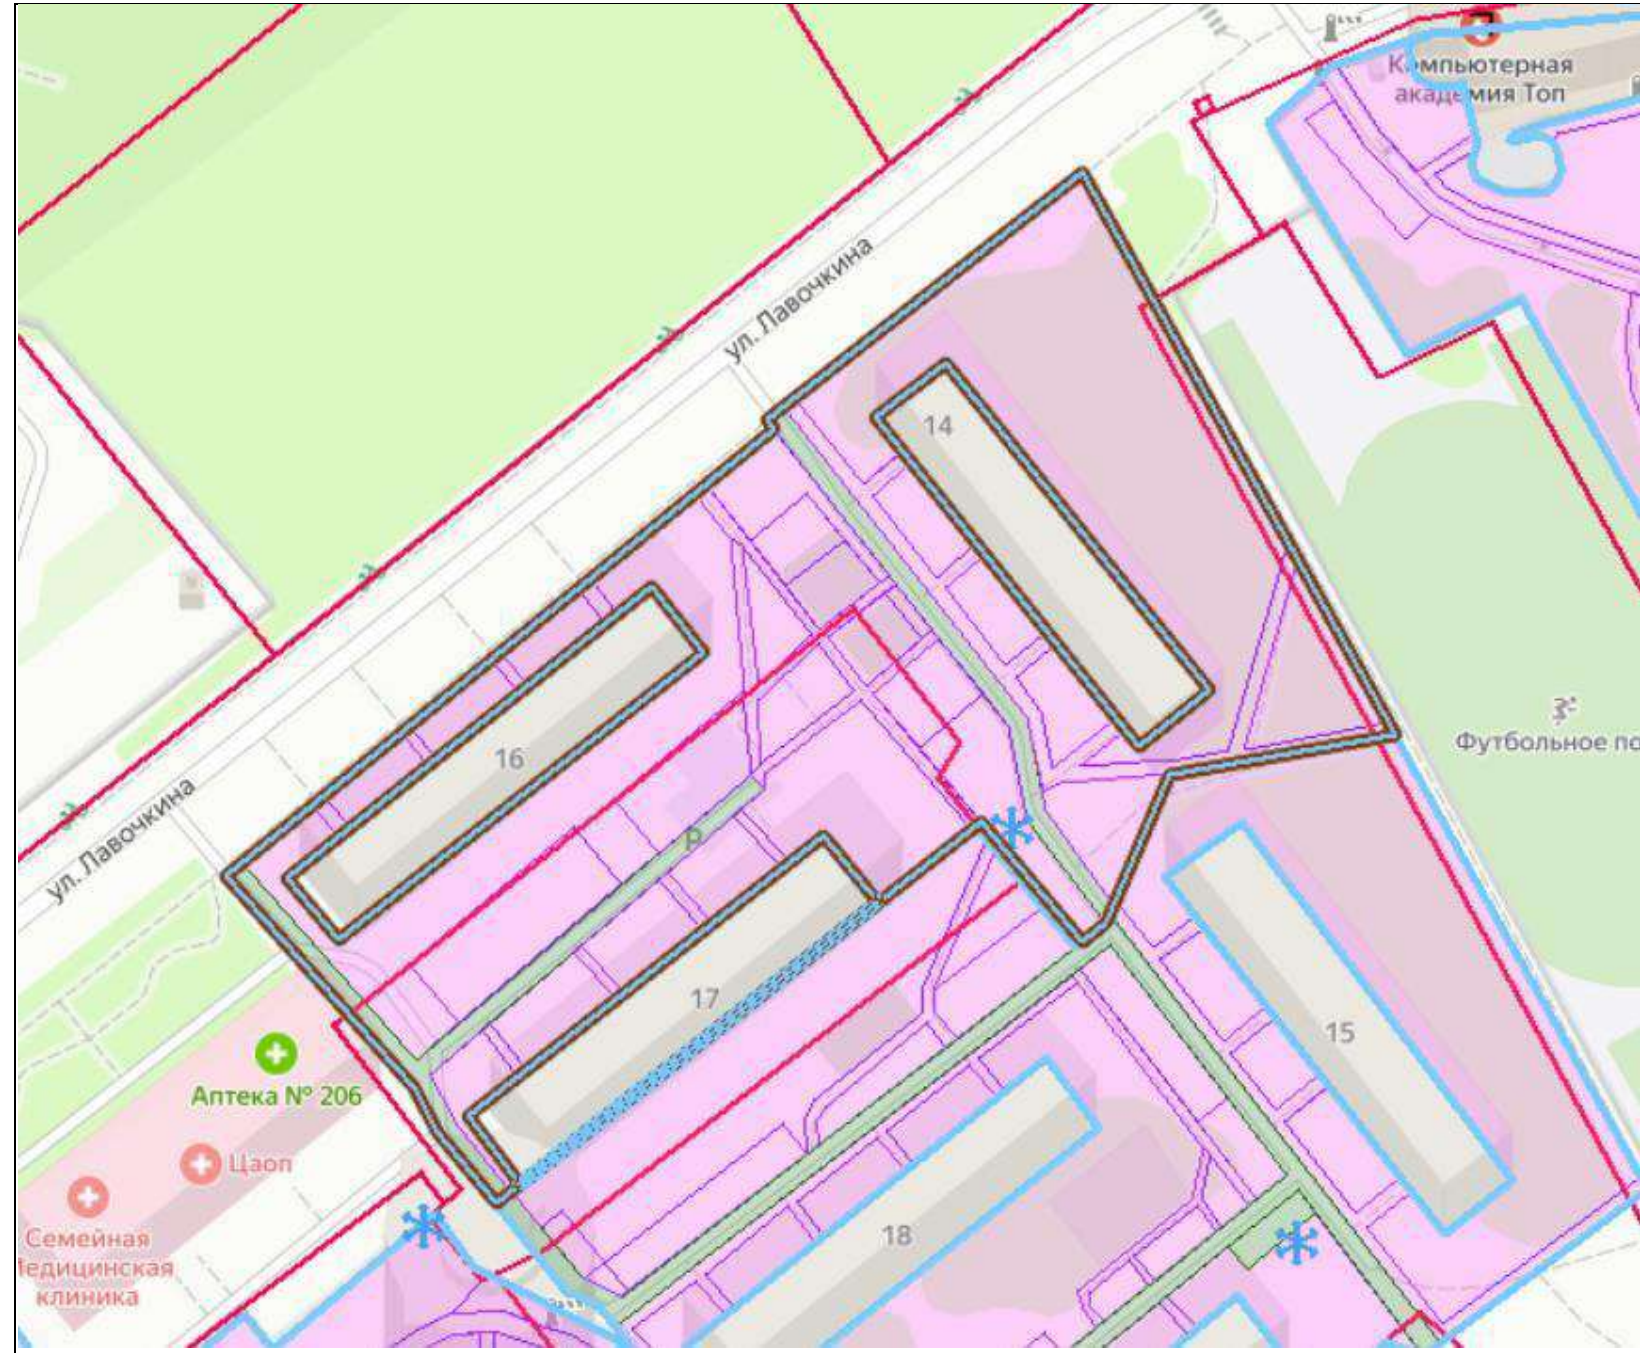 Компьютерная
академия Топ
ул. Лавочкина
14
Футбольное по
16
ул. Лавочкина
P
17
15
Аптека № 206
Цаоп
18
Семейная
Медицинская
клиника